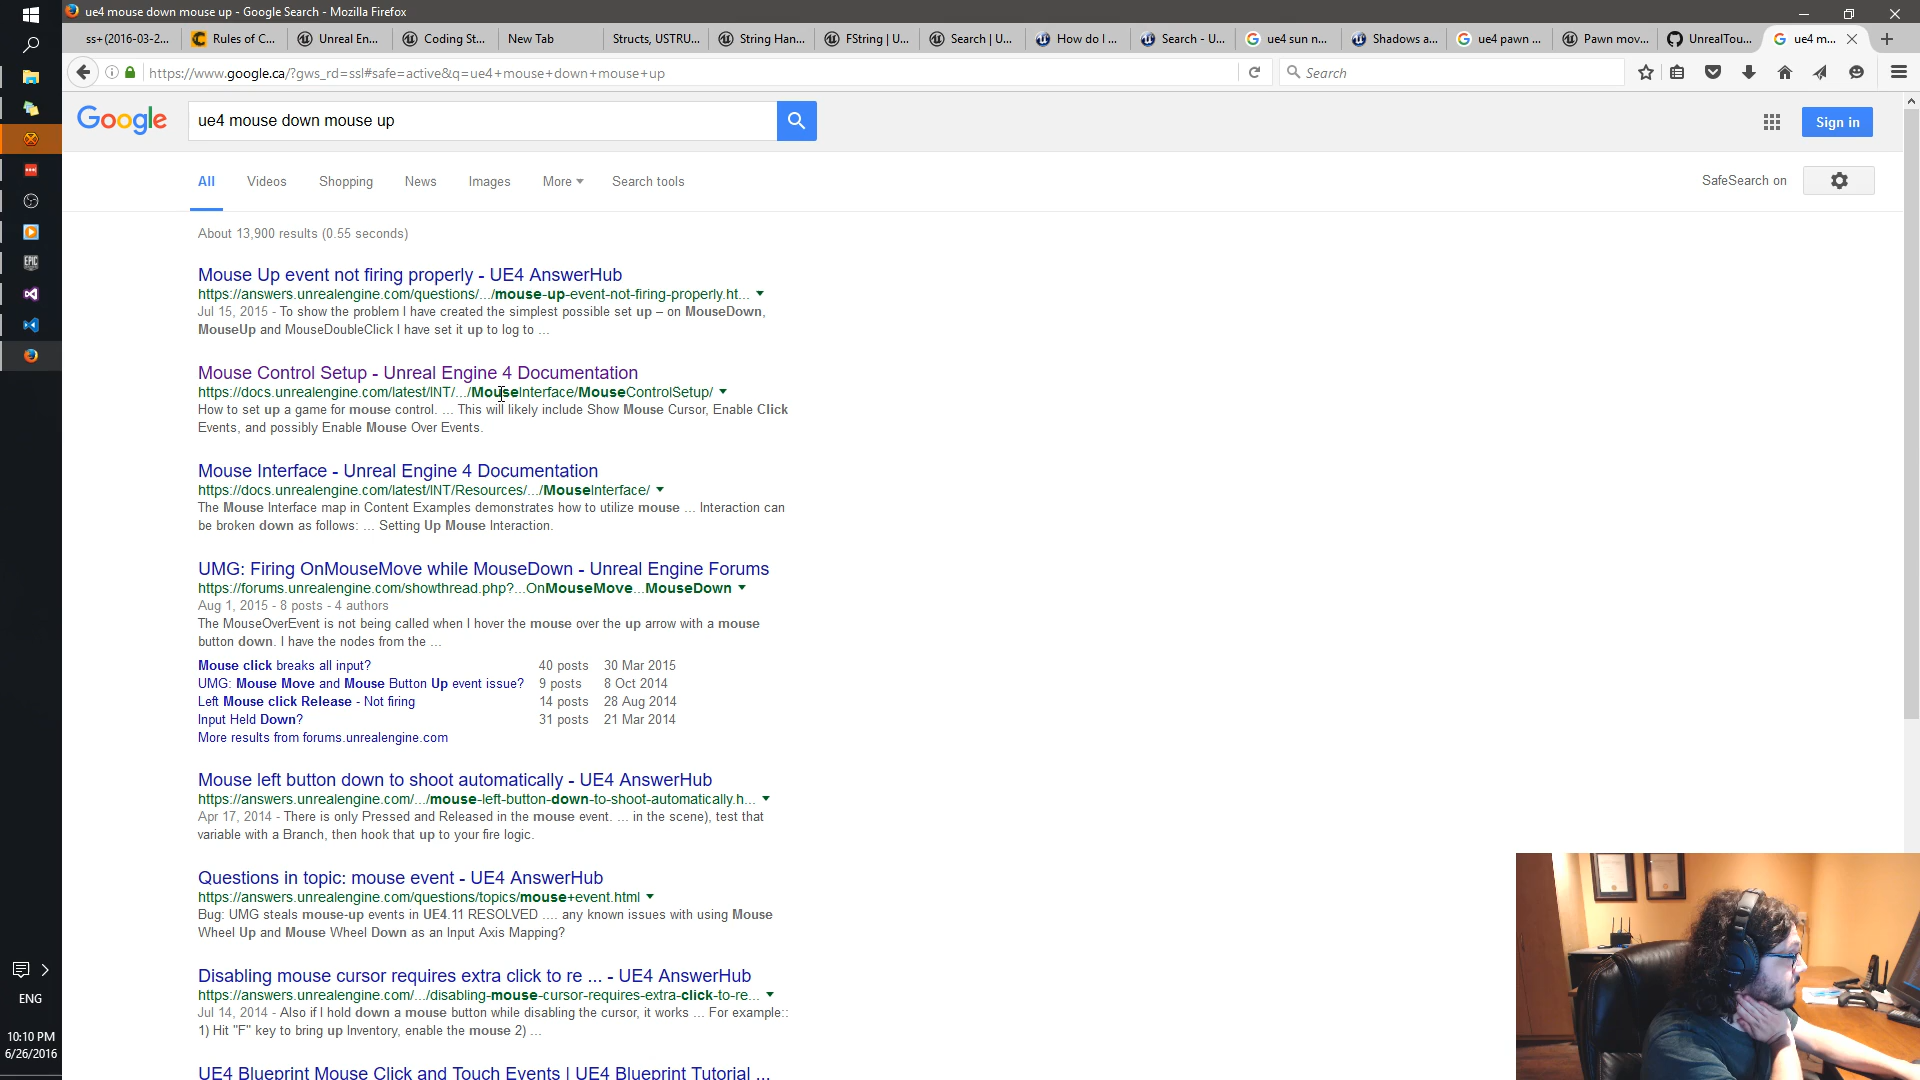 ue4 mouse down mouse up - Google Search - Mozilla Firefox
ss+(2016-03-2...
Rules of C...
Unreal En...
Coding St...
New Tab
Structs, USTRU...
String Han...
FString | U...
Search | U...
How do I ...
Search - U...
ue4 sun n...
Shadows a...
ue4 pawn ...
Pawn mov...
UnrealTou...
ue4 m...
https://www.google.ca/?gws_rd=ssl#safe=active&q=ue4+mouse+down+mouse+up
Search
Google
ue4 mouse down mouse up
Sign in
All
Videos
Shopping
News
Images
More
Search tools
SafeSearch on
About 13,900 results (0.55 seconds)
Mouse Up event not firing properly - UE4 AnswerHub
https://answers.unrealengine.com/questions/.../mouse-up-event-not-firing-properly.ht...
Jul 15, 2015 - To show the problem I have created the simplest possible set up – on MouseDown,
MouseUp and MouseDoubleClick I have set it up to log to ...
Mouse Control Setup - Unreal Engine 4 Documentation
https://docs.unrealengine.com/latest/INT/.../MouseInterface/MouseControlSetup/
How to set up a game for mouse control. ... This will likely include Show Mouse Cursor, Enable Click
Events, and possibly Enable Mouse Over Events.
Mouse Interface - Unreal Engine 4 Documentation
https://docs.unrealengine.com/latest/INT/Resources/.../MouseInterface/
The Mouse Interface map in Content Examples demonstrates how to utilize mouse ... Interaction can
be broken down as follows: ... Setting Up Mouse Interaction.
UMG: Firing OnMouseMove while MouseDown - Unreal Engine Forums
https://forums.unrealengine.com/showthread.php?...OnMouseMove...MouseDown
Aug 1, 2015 - 8 posts - 4 authors
The MouseOverEvent is not being called when I hover the mouse over the up arrow with a mouse
button down. I have the nodes from the ...
Mouse click breaks all input? 40 posts 30 Mar 2015
UMG: Mouse Move and Mouse Button Up event issue? 9 posts 8 Oct 2014
Left Mouse click Release - Not firing 14 posts 28 Aug 2014
Input Held Down? 31 posts 21 Mar 2014
More results from forums.unrealengine.com
Mouse left button down to shoot automatically - UE4 AnswerHub
https://answers.unrealengine.com/.../mouse-left-button-down-to-shoot-automatically.h...
Apr 17, 2014 - There is only Pressed and Released in the mouse event. ... in the scene), test that
variable with a Branch, then hook that up to your fire logic.
Questions in topic: mouse event - UE4 AnswerHub
https://answers.unrealengine.com/questions/topics/mouse+event.html
Bug: UMG steals mouse-up events in UE4.11 RESOLVED .... any known issues with using Mouse
Wheel Up and Mouse Wheel Down as an Input Axis Mapping?
Disabling mouse cursor requires extra click to re ... - UE4 AnswerHub
https://answers.unrealengine.com/.../disabling-mouse-cursor-requires-extra-click-to-re...
Jul 14, 2014 - Also if I hold down a mouse button while disabling the cursor, it works ... For example::
1) Hit "F" key to bring up Inventory, enable the mouse 2) ...
UE4 Blueprint Mouse Click and Touch Events | UE4 Blueprint Tutorial ...
EPIC
ENG
10:10 PM
6/26/2016